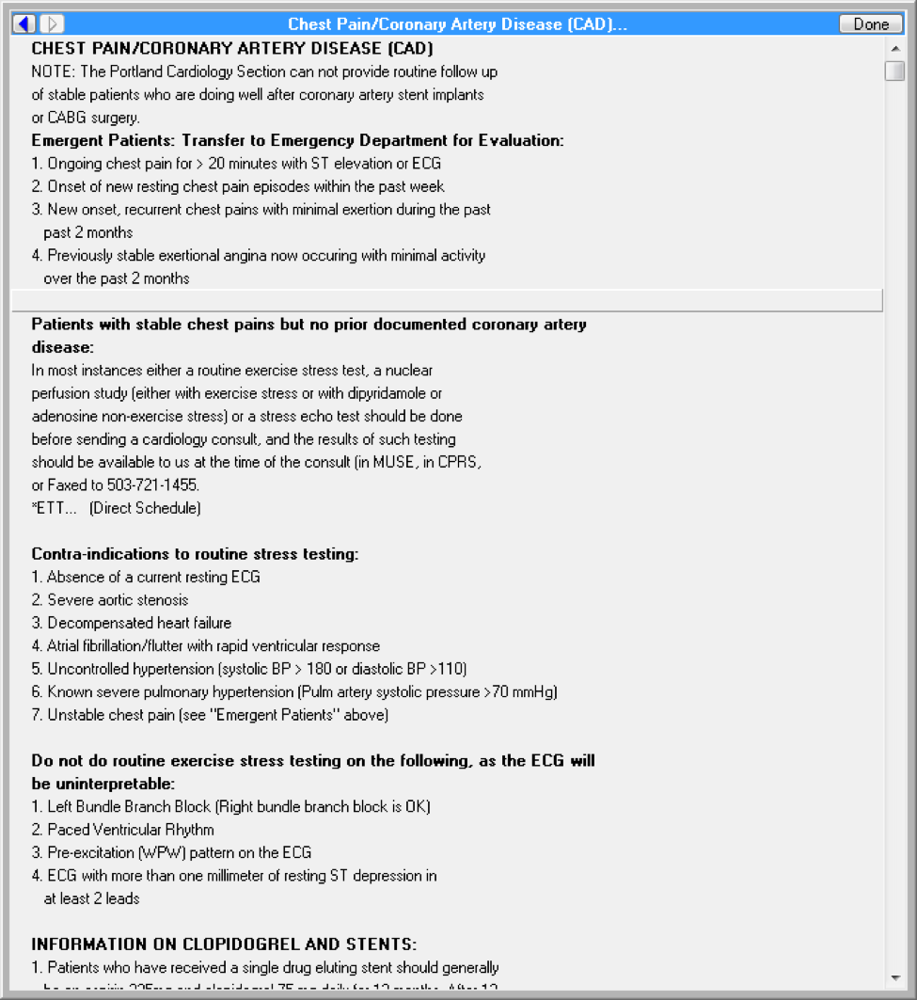 Chest Pain/Coronary Artery Disease (CAD)...
Done
CHEST PAIN/CORONARY ARTERY DISEASE (CAD)
NOTE: The Portland Cardiology Section can not provide routine follow up
of stable patients who are doing well after coronary artery stent implants
or CABG surgery.
Emergent Patients: Transfer to Emergency Department for Evaluation:
1. Ongoing chest pain for > 20 minutes with ST elevation or ECG
2. Onset of new resting chest pain episodes within the past week
3. New onset, recurrent chest pains with minimal exertion during the past
past 2 months
4. Previously stable exertional angina now occuring with minimal activity
over the past 2 months
Patients with stable chest pains but no prior documented coronary artery
disease:
In most instances either a routine exercise stress test, a nuclear
perfusion study (either with exercise stress or with dipyridamole or
adenosine non-exercise stress) or a stress echo test should be done
before sending a cardiology consult, and the results of such testing
should be available to us at the time of the consult (in MUSE, in CPRS,
or Faxed to 503-721-1455.
*ETT... (Direct Schedule)
Contra-indications to routine stress testing:
1. Absence of a current resting ECG
2. Severe aortic stenosis
3. Decompensated heart failure
4. Atrial fibrillation/flutter with rapid ventricular response
5. Uncontrolled hypertension (systolic BP > 180 or diastolic BP >110)
6. Known severe pulmonary hypertension (Pulm artery systolic pressure >70 mmHg)
7. Unstable chest pain (see "Emergent Patients" above)
Do not do routine exercise stress testing on the following, as the ECG will
be uninterpretable:
1. Left Bundle Branch Block (Right bundle branch block is OK)
2. Paced Ventricular Rhythm
3. Pre-excitation (WPW) pattern on the ECG
4. ECG with more than one millimeter of resting ST depression in
at least 2 leads
INFORMATION ON CLOPIDOGREL AND STENTS:
1. Patients who have received a single drug eluting stent should generally
be on aspirin 325mg and clopidogrel 75 mg daily for 12 months. After 12